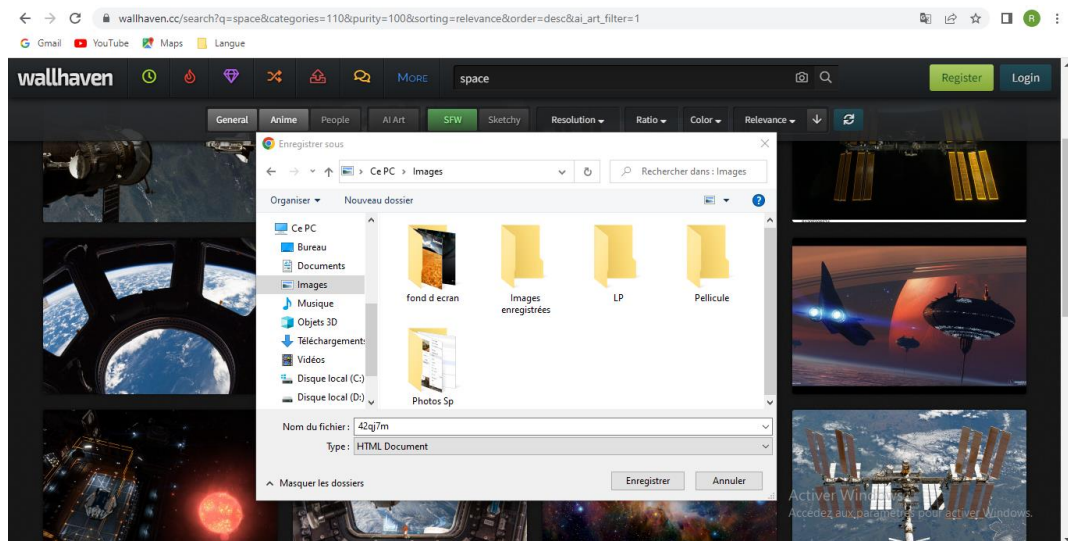 wallhaven.cc/search?q=space&categories=110&purity=100&sorting=relevance&order=desc&ai_art_filter=1
R
G Gmail YouTube Maps Langue
wallhaven More space Register Login
General Anime People AI Art SFW Sketchy Resolution Ratio Color Relevance
Enregistrer sous
Ce PC › Images Rechercher dans : Images
Organiser Nouveau dossier ?
Ce PC
Bureau
Documents
Images
Musique
Objets 3D
Téléchargements
Vidéos
Disque local (C:)
Disque local (D:)
fond d ecran Images enregistrées LP Pellicule
Photos Sp
Nom du fichier : 42qj7m
Type : HTML Document
Masquer les dossiers Enregistrer Annuler
Activer Windows
Accédez aux paramètres pour activer Windows.